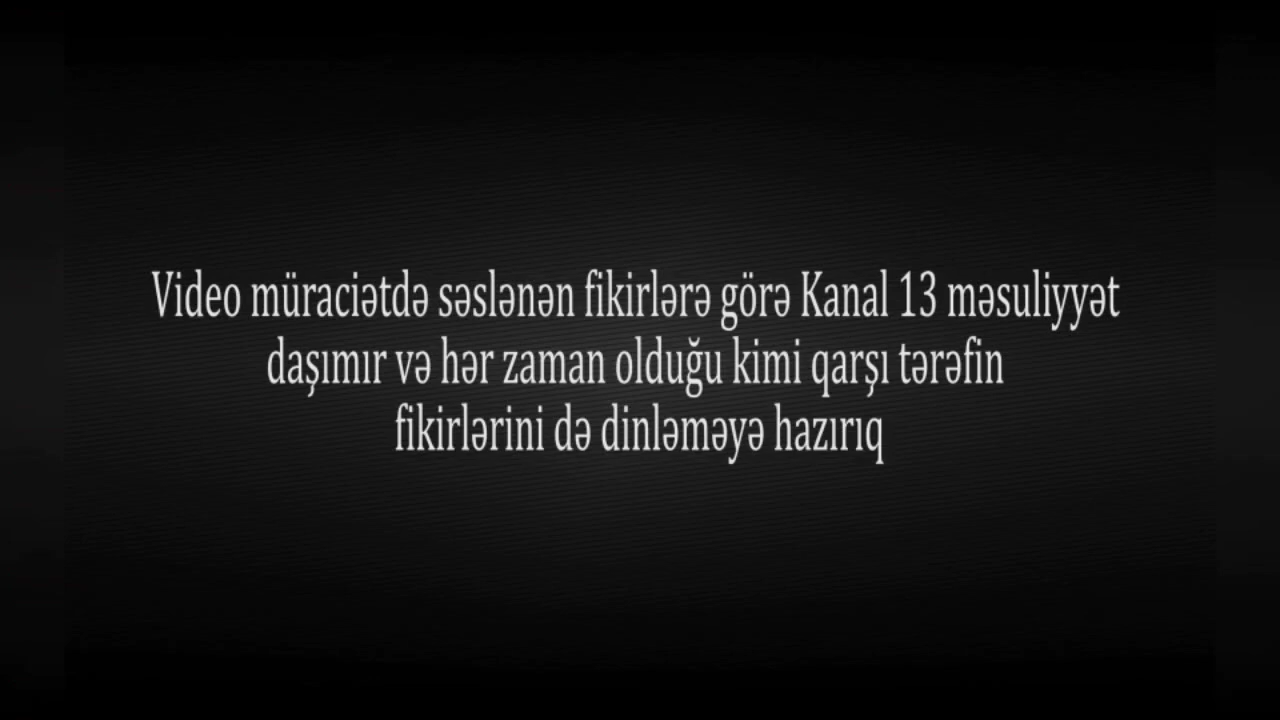 Video müraciətdə səslənən fikirlərə görə Kanal 13 məsuliyyət
daşımır və hər zaman olduğu kimi qarşı tərəfin
fikirlərini də dinləməyə hazırıq